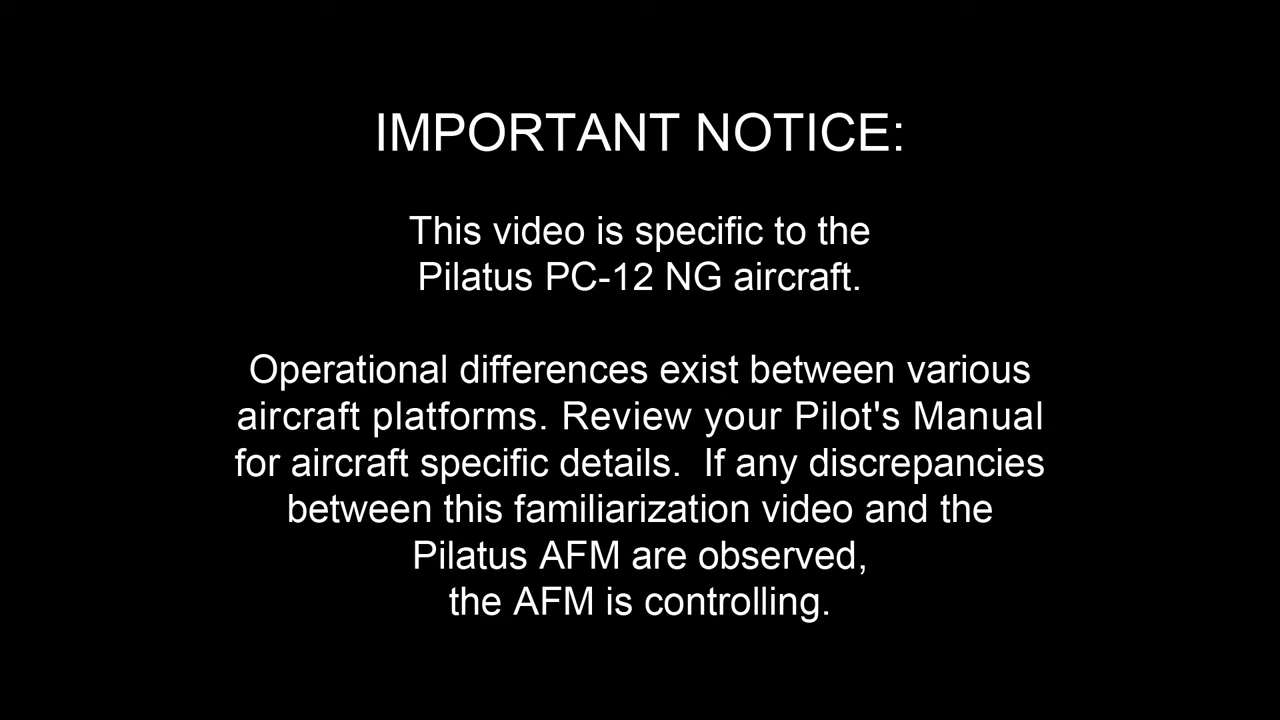 IMPORTANT NOTICE:
This video is specific to the
Pilatus PC-12 NG aircraft.
Operational differences exist between various
aircraft platforms. Review your Pilot's Manual
for aircraft specific details.  If any discrepancies
between this familiarization video and the
Pilatus AFM are observed,
the AFM is controlling.